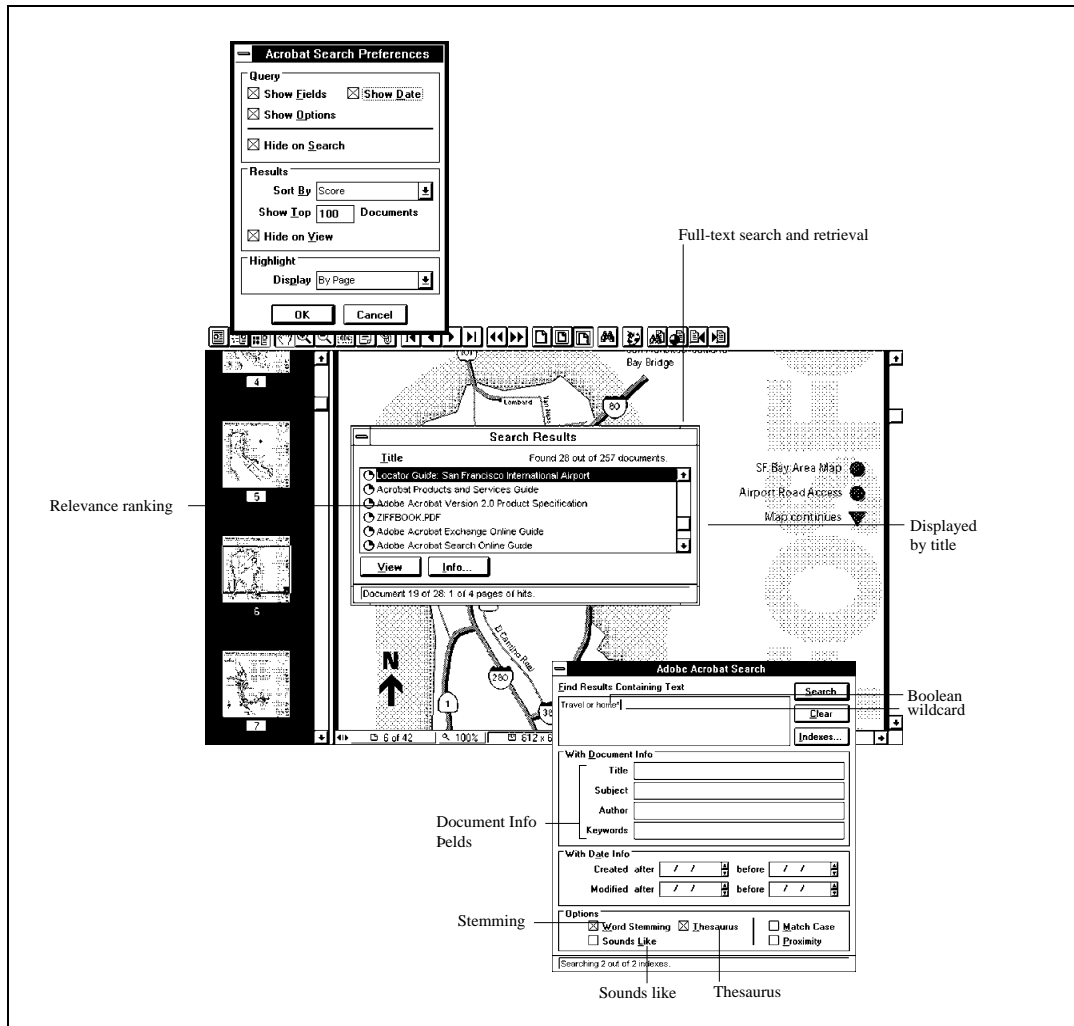 Acrobat Search Preferences
Query
Show Fields
Show Date
Show Options
Hide on Search
Results
Sort By Score
Show Top 100 Documents
Hide on View
Highlight
Display By Page
OK
Cancel
Full-text search and retrieval
4
101
Bay Bridge
Lombard
80
Search Results
Title
Found 28 out of 257 documents.
Locator Guide: San Francisco International Airport
Acrobat Products and Services Guide
Adobe Acrobat Version 2.0 Product Specification
ZIFFBOOK.PDF
Adobe Acrobat Exchange Online Guide
Adobe Acrobat Search Online Guide
View
Info...
Document 19 of 28: 1 of 4 pages of hits.
SF Bay Area Map
Airport Road Access
Map continues
5
Relevance ranking
Displayed
by title
6
El Camino Real
N
280
1
7
6 of 42
100%
Adobe Acrobat Search
Find Results Containing Text
Travel or home*
Search
Clear
Indexes...
Boolean
wildcard
With Document Info
Title
Subject
Author
Keywords
Document Info
Þelds
With Date Info
Created after / / before / /
Modified after / / before / /
Options
Word Stemming
Thesaurus
Match Case
Sounds Like
Proximity
Searching 2 out of 2 indexes.
Stemming
Sounds like
Thesaurus